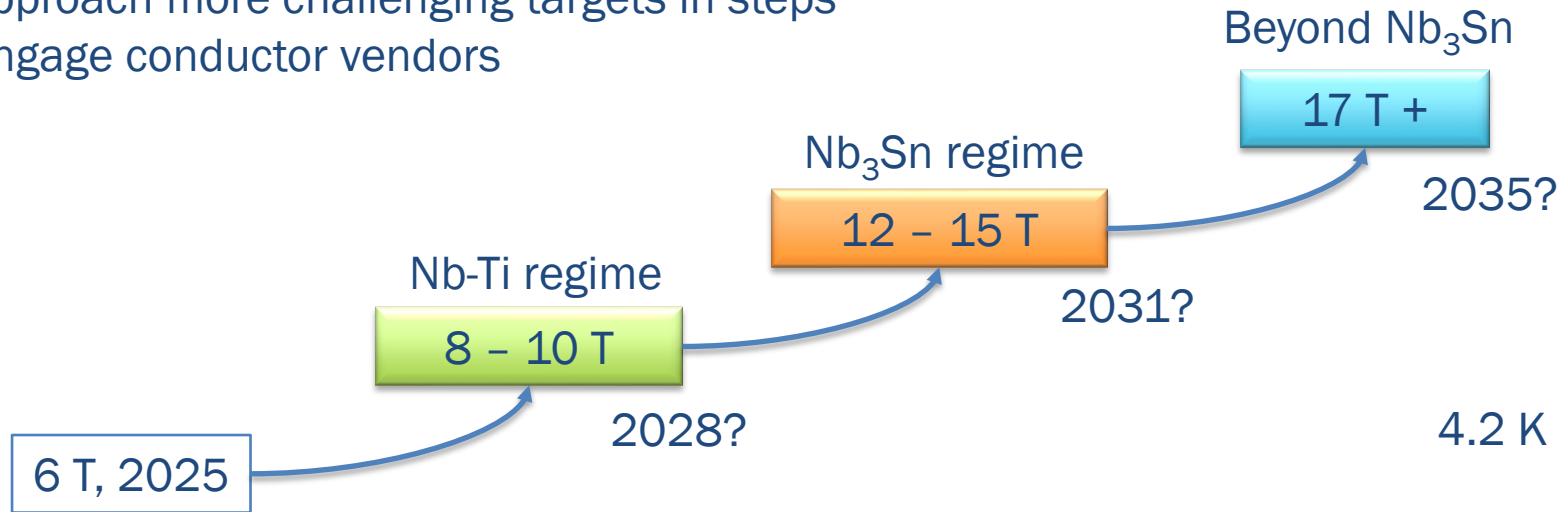 pproach more challenging targets in steps
ngage conductor vendors
Beyond Nb₃Sn
17 T +
2035?
Nb₃Sn regime
12 – 15 T
2031?
Nb-Ti regime
8 – 10 T
2028?
4.2 K
6 T, 2025